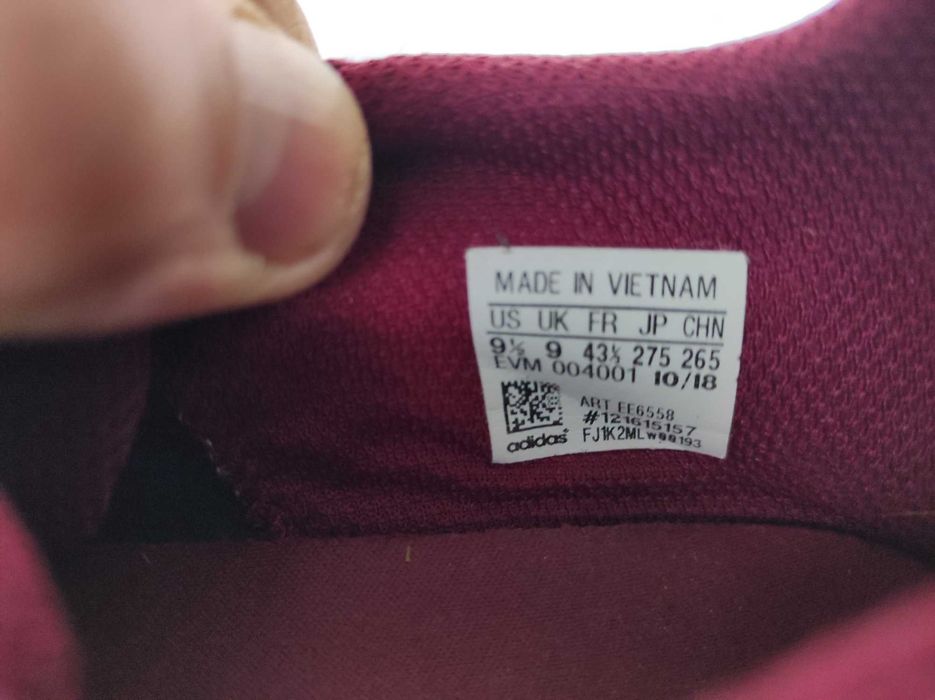 MADE IN VIETNAM
US UK FR JP CHN
9½ 9 43⅓ 275 265
EVM 004001 10/18
ART EE6558
#121615157
FJ1K2MLW00193
adidas